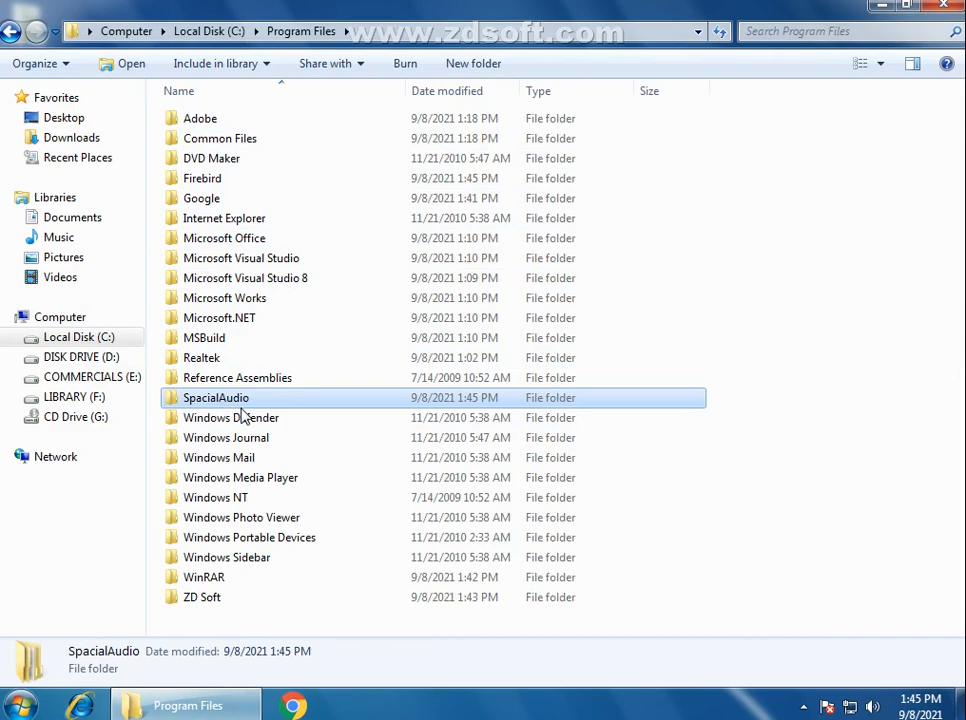 Computer Local Disk (C:) Program Files www.zdsoft.com Search Program Files
Organize Open Include in library Share with Burn New folder
Name Date modified Type Size
Favorites
Desktop
Downloads
Recent Places
Libraries
Documents
Music
Pictures
Videos
Computer
Local Disk (C:)
DISK DRIVE (D:)
COMMERCIALS (E:)
LIBRARY (F:)
CD Drive (G:)
Network
Adobe 9/8/2021 1:18 PM File folder
Common Files 9/8/2021 1:18 PM File folder
DVD Maker 11/21/2010 5:47 AM File folder
Firebird 9/8/2021 1:45 PM File folder
Google 9/8/2021 1:41 PM File folder
Internet Explorer 11/21/2010 5:38 AM File folder
Microsoft Office 9/8/2021 1:10 PM File folder
Microsoft Visual Studio 9/8/2021 1:10 PM File folder
Microsoft Visual Studio 8 9/8/2021 1:09 PM File folder
Microsoft Works 9/8/2021 1:10 PM File folder
Microsoft.NET 9/8/2021 1:10 PM File folder
MSBuild 9/8/2021 1:10 PM File folder
Realtek 9/8/2021 1:02 PM File folder
Reference Assemblies 7/14/2009 10:52 AM File folder
SpacialAudio 9/8/2021 1:45 PM File folder
Windows Defender 11/21/2010 5:38 AM File folder
Windows Journal 11/21/2010 5:47 AM File folder
Windows Mail 11/21/2010 5:38 AM File folder
Windows Media Player 11/21/2010 5:38 AM File folder
Windows NT 7/14/2009 10:52 AM File folder
Windows Photo Viewer 11/21/2010 5:38 AM File folder
Windows Portable Devices 11/21/2010 2:33 AM File folder
Windows Sidebar 11/21/2010 5:38 AM File folder
WinRAR 9/8/2021 1:42 PM File folder
ZD Soft 9/8/2021 1:43 PM File folder
SpacialAudio Date modified: 9/8/2021 1:45 PM
File folder
Program Files
1:45 PM
9/8/2021